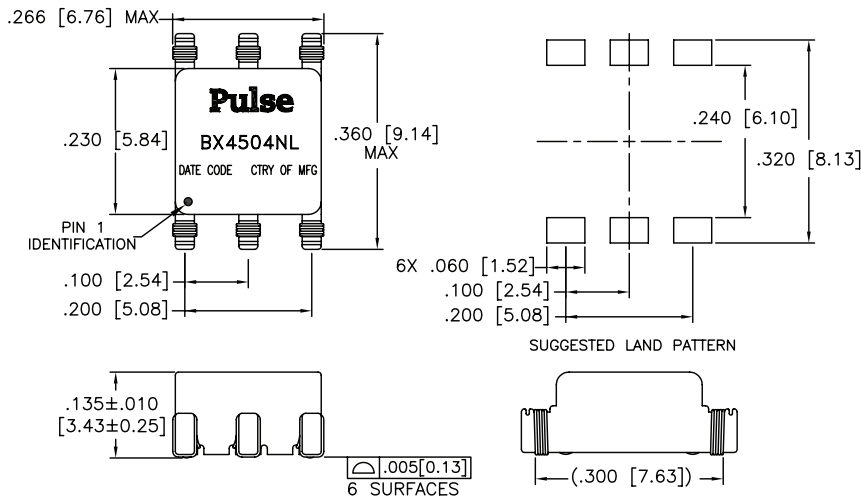 .266 [6.76] MAX
Pulse
BX4504NL
DATE CODE CTRY OF MFG
.230 [5.84]
.360 [9.14]
MAX
PIN 1
IDENTIFICATION
.100 [2.54]
.200 [5.08]
.240 [6.10]
.320 [8.13]
6X .060 [1.52]
.100 [2.54]
.200 [5.08]
SUGGESTED LAND PATTERN
.135±.010
[3.43±0.25]
.005[0.13]
6 SURFACES
(.300 [7.63])